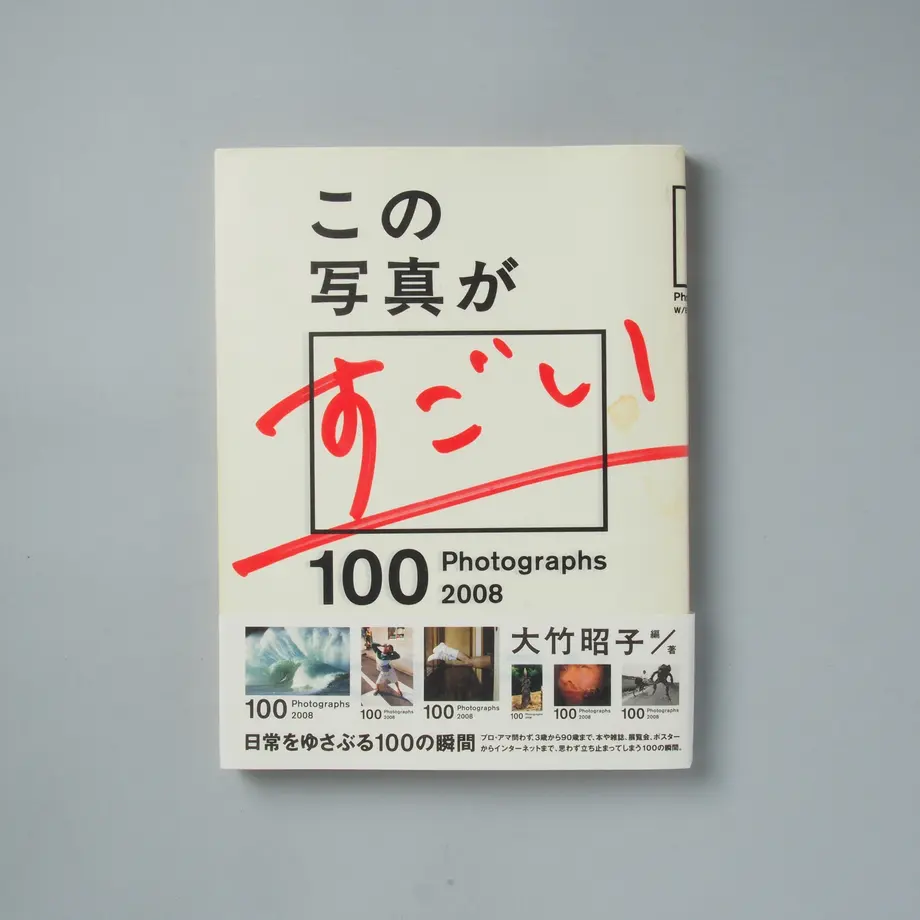 この
写真が
すごい
100 Photographs
2008
大竹昭子 編/著
100 Photographs
2008
100 Photographs
2008
100 Photographs
2008
100
100 Photographs
2008
100 Photographs
2008
日常をゆさぶる100の瞬間
プロ・アマ問わず、3歳から90歳まで、本や雑誌、展覧会、ポスター
からインターネットまで、思わず立ち止まってしまう100の瞬間。